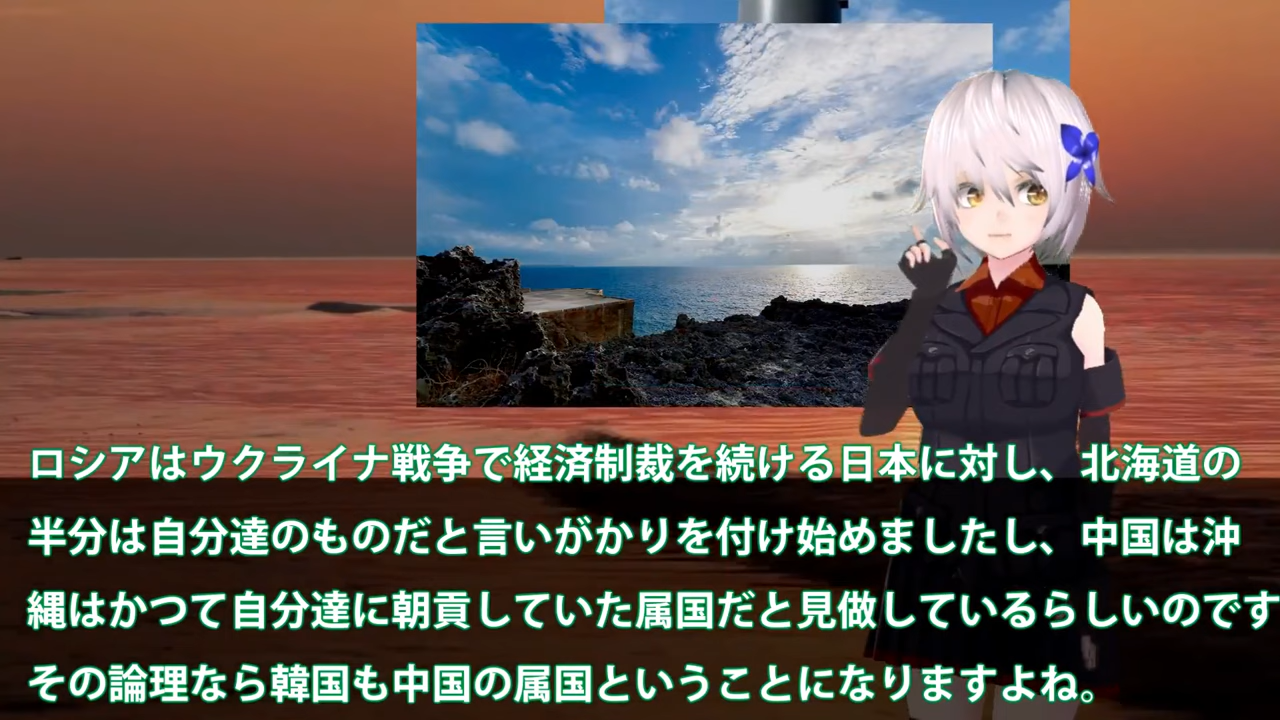 ロシアはウクライナ戦争で経済制裁を続ける日本に対し、北海道の
半分は自分達のものだと言いがかりを付け始めましたし、中国は沖
縄はかつて自分達に朝貢していた属国だと見做しているらしいのです
その論理なら韓国も中国の属国ということになりますよね。